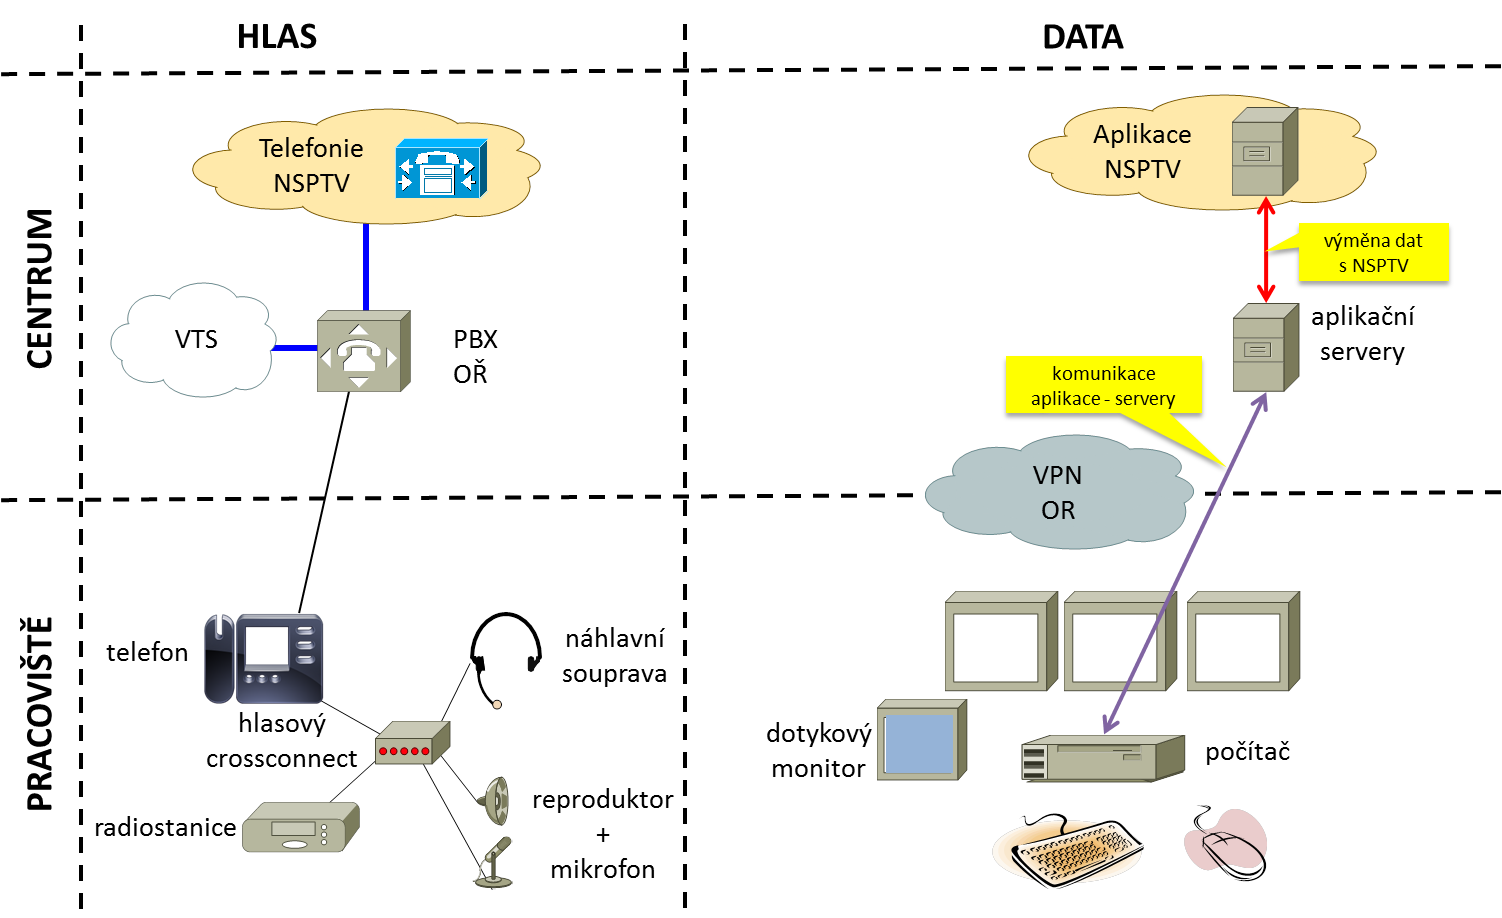 HLAS
DATA
CENTRUM
Telefonie
NSPTV
VTS
PBX
OŘ
Aplikace
NSPTV
výměna dat
s NSPTV
aplikační
servery
komunikace
aplikace - servery
VPN
OR
PRACOVIŠTĚ
telefon
náhlavní
souprava
hlasový
crossconnect
radiostanice
reproduktor
+
mikrofon
dotykový
monitor
počítač